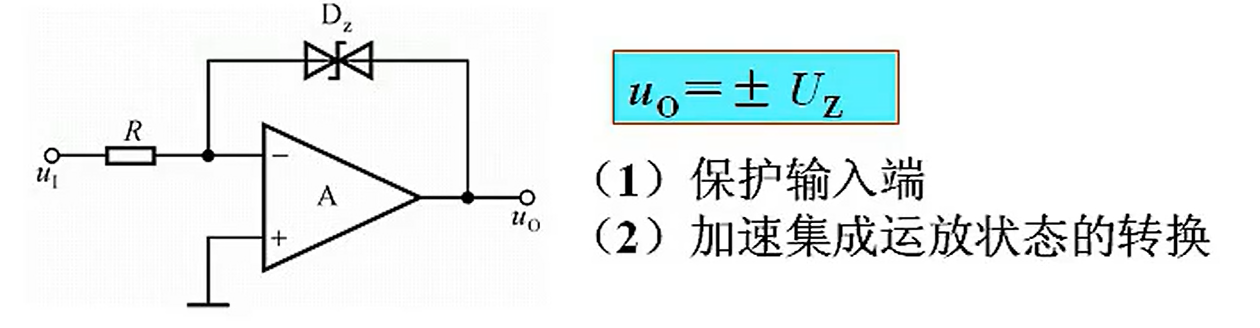 D_z
u_O = ± U_Z
R
−
（1）保护输入端
u_I
A
u_O
（2）加速集成运放状态的转换
+